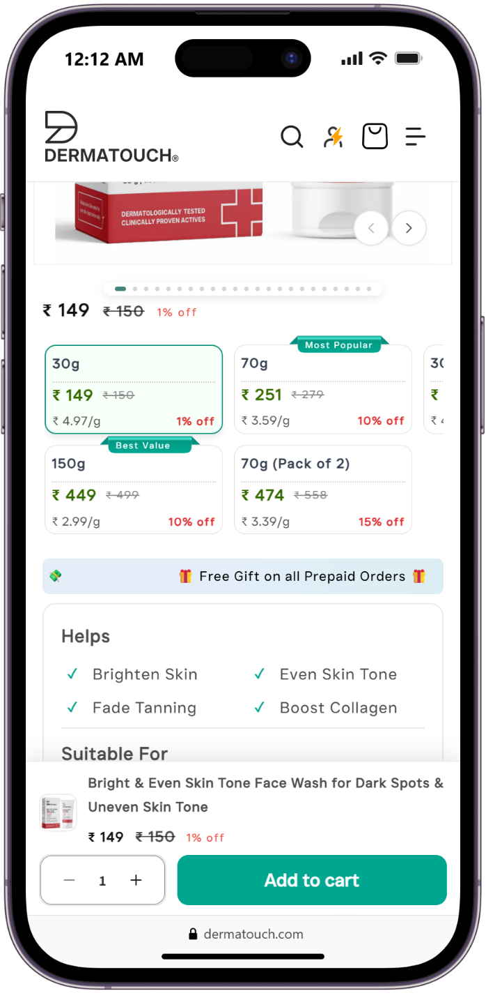 12:12 AM
DERMATOUCH®
DERMATOLOGICALLY TESTED
CLINICALLY PROVEN ACTIVES
₹ 149 ₹ 150 1% off
Most Popular
30g
₹ 149 ₹ 150
₹ 4.97/g 1% off
70g
₹ 251 ₹ 279
₹ 3.59/g 10% off
₹
₹
Best Value
150g
₹ 449 ₹ 499
₹ 2.99/g 10% off
70g (Pack of 2)
₹ 474 ₹ 558
₹ 3.39/g 15% off
Free Gift on all Prepaid Orders
Helps
✓ Brighten Skin ✓ Even Skin Tone
✓ Fade Tanning ✓ Boost Collagen
Suitable For
Bright & Even Skin Tone Face Wash for Dark Spots &
Uneven Skin Tone
₹ 149 ₹ 150 1% off
− 1 +
Add to cart
dermatouch.com